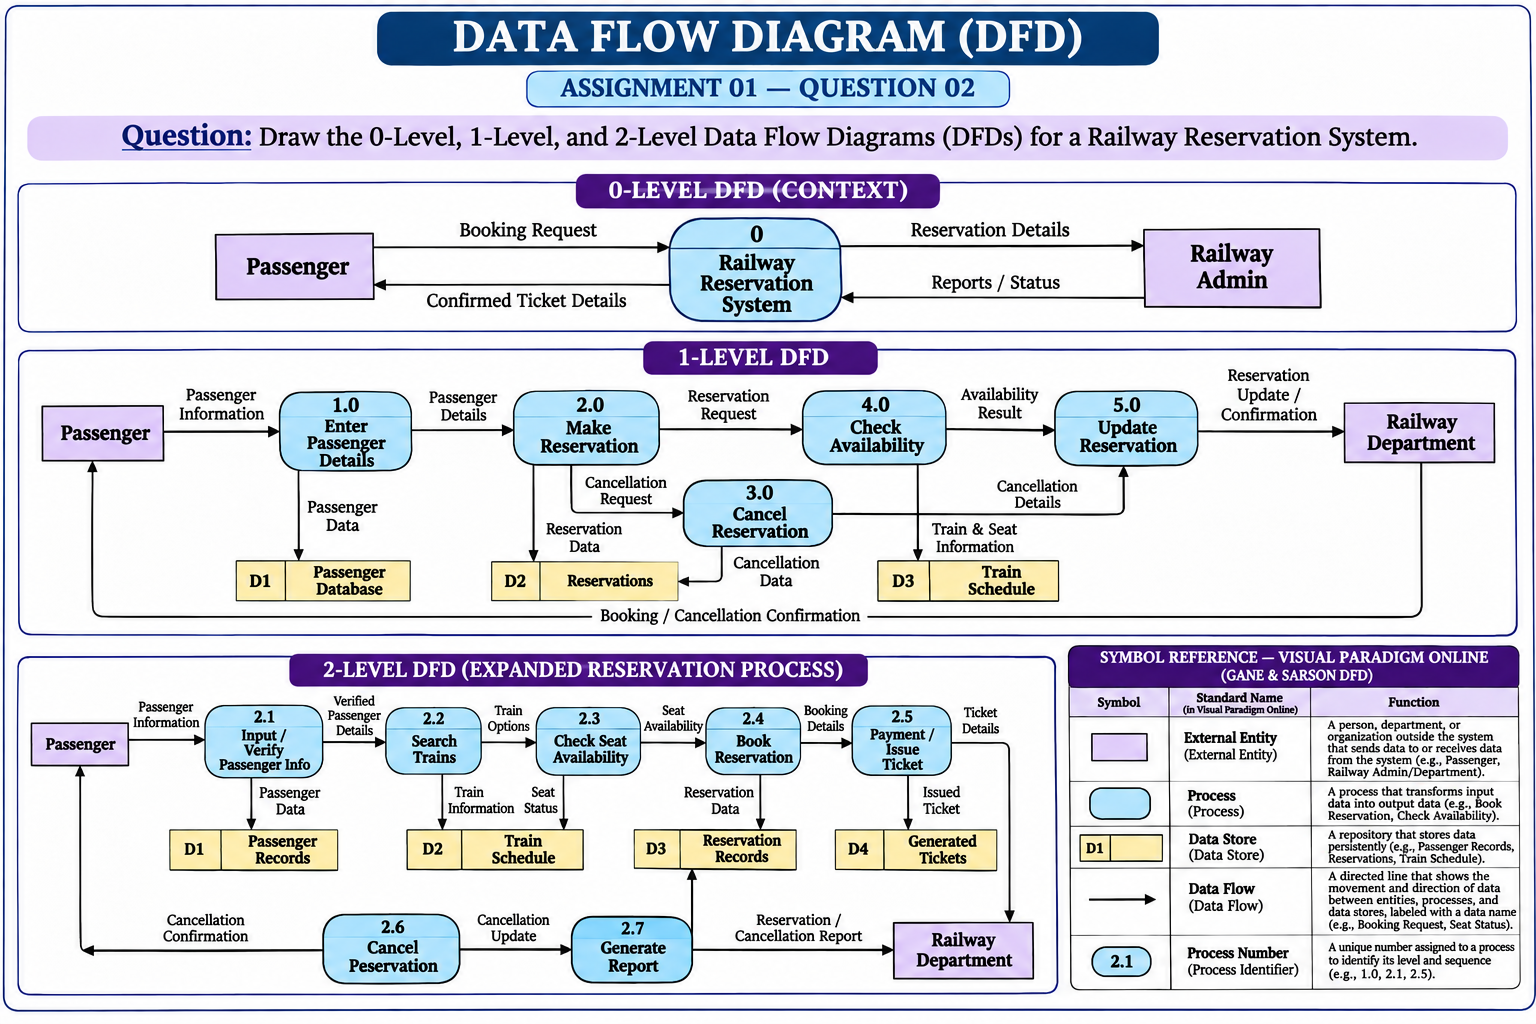 DATA FLOW DIAGRAM (DFD)
ASSIGNMENT 01 — QUESTION 02
Question: Draw the 0-Level, 1-Level, and 2-Level Data Flow Diagrams (DFDs) for a Railway Reservation System.
0-LEVEL DFD (CONTEXT)
Passenger
Booking Request
Confirmed Ticket Details
0
Railway
Reservation
System
Reservation Details
Reports / Status
Railway
Admin
1-LEVEL DFD
Passenger
Passenger
Information
1.0
Enter
Passenger
Details
Passenger
Details
2.0
Make
Reservation
Reservation
Request
4.0
Check
Availability
Availability
Result
5.0
Update
Reservation
Reservation
Update /
Confirmation
Railway
Department
Passenger
Data
Cancellation
Request
3.0
Cancel
Reservation
Cancellation
Details
Reservation
Data
Cancellation
Data
Train & Seat
Information
D1
Passenger
Database
D2
Reservations
D3
Train
Schedule
Booking / Cancellation Confirmation
2-LEVEL DFD (EXPANDED RESERVATION PROCESS)
Passenger
Passenger
Information
2.1
Input /
Verify
Passenger Info
Verified
Passenger
Details
2.2
Search
Trains
Train
Options
2.3
Check Seat
Availability
Seat
Availability
2.4
Book
Reservation
Booking
Details
2.5
Payment /
Issue
Ticket
Ticket
Details
Passenger
Data
Train
Information
Seat
Status
Reservation
Data
Issued
Ticket
D1
Passenger
Records
D2
Train
Schedule
D3
Reservation
Records
D4
Generated
Tickets
Cancellation
Confirmation
2.6
Cancel
Peservation
Cancellation
Update
2.7
Generate
Report
Reservation /
Cancellation Report
Railway
Department
SYMBOL REFERENCE — VISUAL PARADIGM ONLINE
(GANE & SARSON DFD)
Symbol
Standard Name
(in Visual Paradigm Online)
Function
External Entity
(External Entity)
A person, department, or
organization outside the system
that sends data to or receives data
from the system (e.g., Passenger,
Railway Admin/Department).
Process
(Process)
A process that transforms input
data into output data (e.g., Book
Reservation, Check Availability).
D1
Data Store
(Data Store)
A repository that stores data
persistently (e.g., Passenger Records,
Reservations, Train Schedule).
Data Flow
(Data Flow)
A directed line that shows the
movement and direction of data
between entities, processes, and
data stores, labeled with a data name
(e.g., Booking Request, Seat Status).
2.1
Process Number
(Process Identifier)
A unique number assigned to a process
to identify its level and sequence
(e.g., 1.0, 2.1, 2.5).